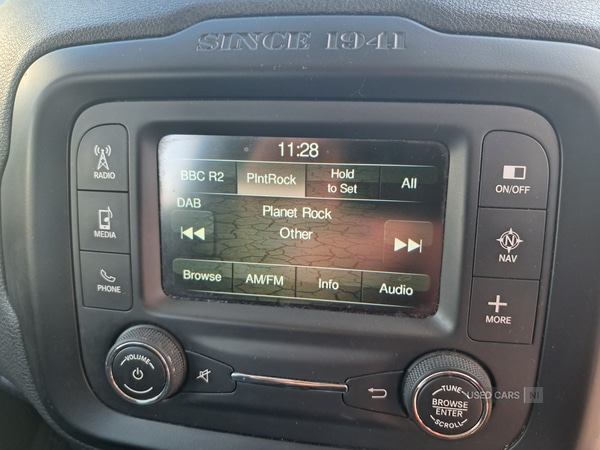 SINCE 1941
11:28
BBC R2 PlntRock Hold to Set All
DAB
Planet Rock
Other
Browse AM/FM Info Audio
RADIO
MEDIA
PHONE
ON/OFF
NAV
MORE
VOLUME
TUNE
BROWSE
ENTER
SCROLL
USED CARS NI